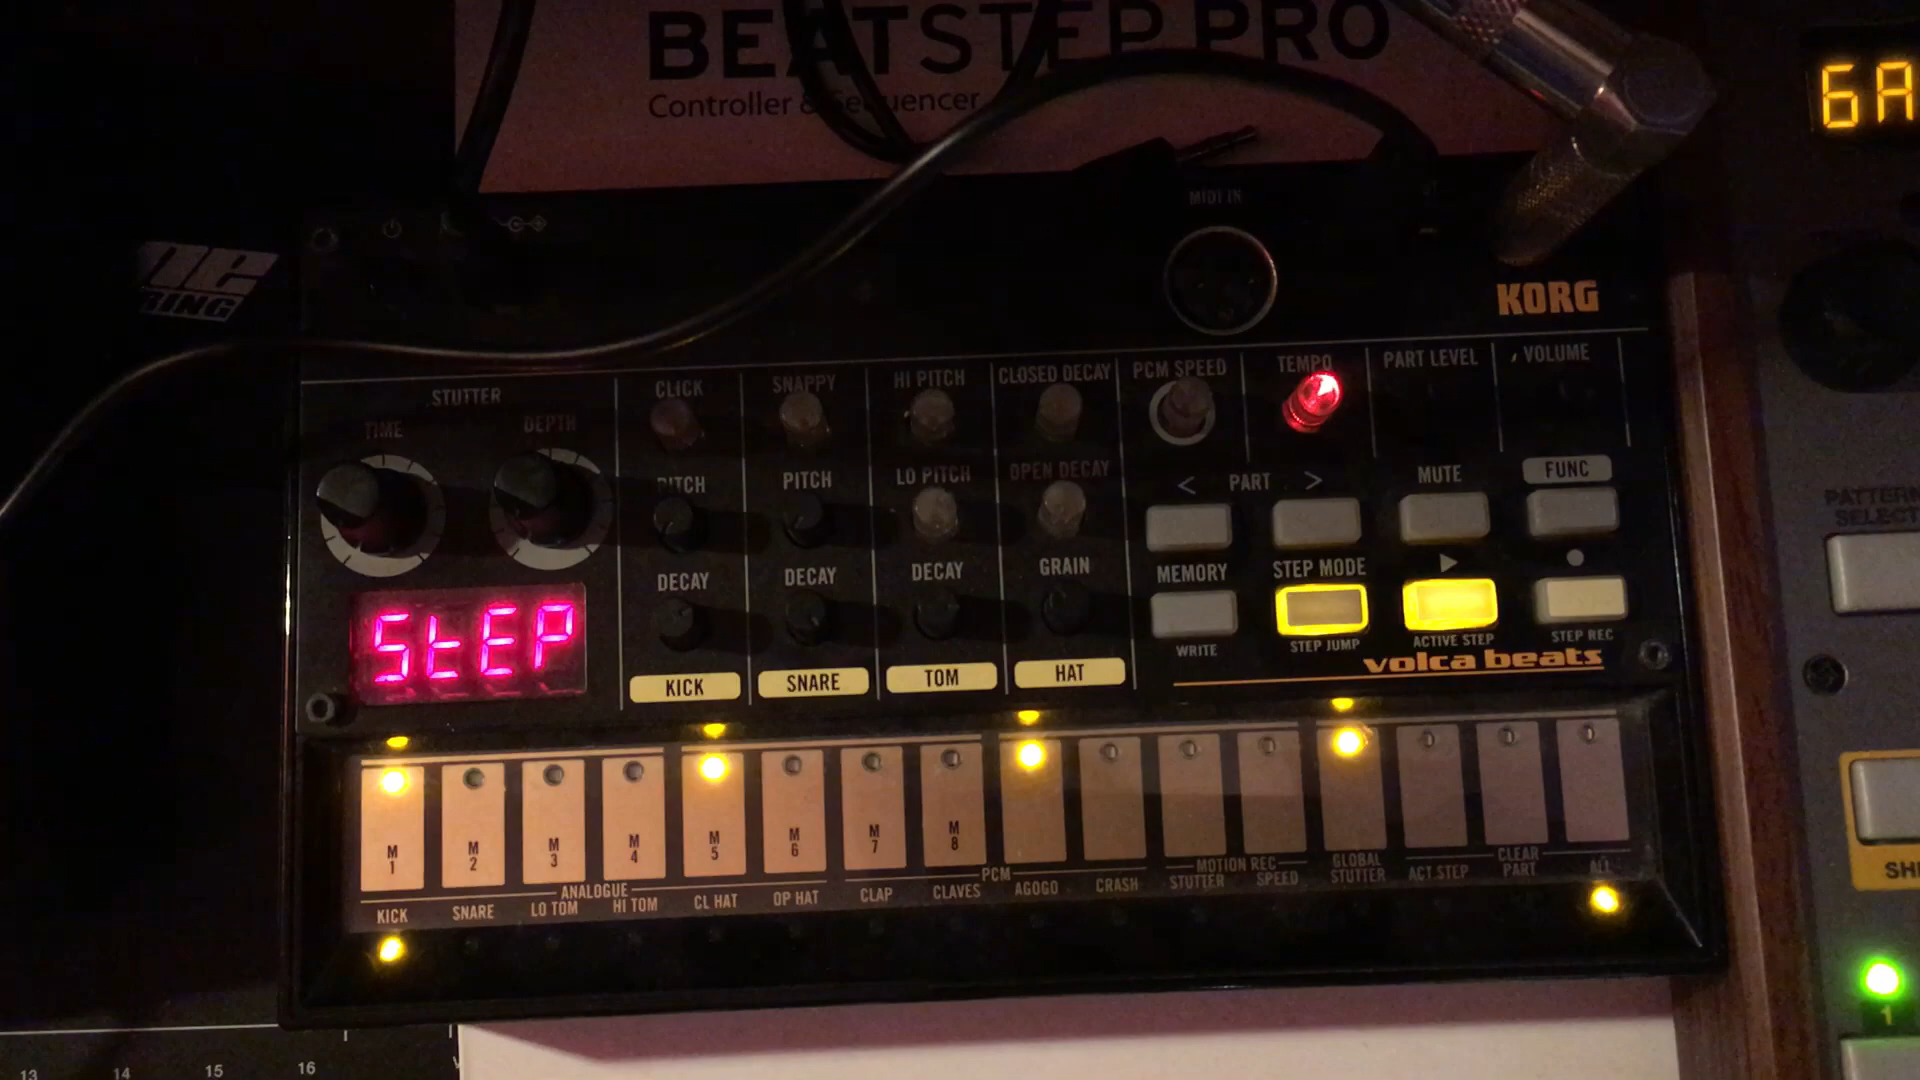 BEATSTEP PRO
Controller & Sequencer
6A
MIDI IN
KORG
STUTTER
TIME
DEPTH
CLICK
SNAPPY
HI PITCH
CLOSED DECAY
PCM SPEED
TEMPO
PART LEVEL
VOLUME
PITCH
PITCH
LO PITCH
OPEN DECAY
< PART >
MUTE
FUNC
DECAY
DECAY
DECAY
GRAIN
MEMORY
STEP MODE
WRITE
STEP JUMP
ACTIVE STEP
STEP REC
volca beats
StEP
KICK
SNARE
TOM
HAT
M 1
M 2
M 3
M 4
M 5
M 6
M 7
M 8
ANALOGUE
PCM
MOTION REC
STUTTER
SPEED
GLOBAL STUTTER
ACT.STEP
CLEAR PART
ALL
KICK
SNARE
LO TOM
HI TOM
CL HAT
OP HAT
CLAP
CLAVES
AGOGO
CRASH
PATTERN
SELECT
1
13 14 15 16